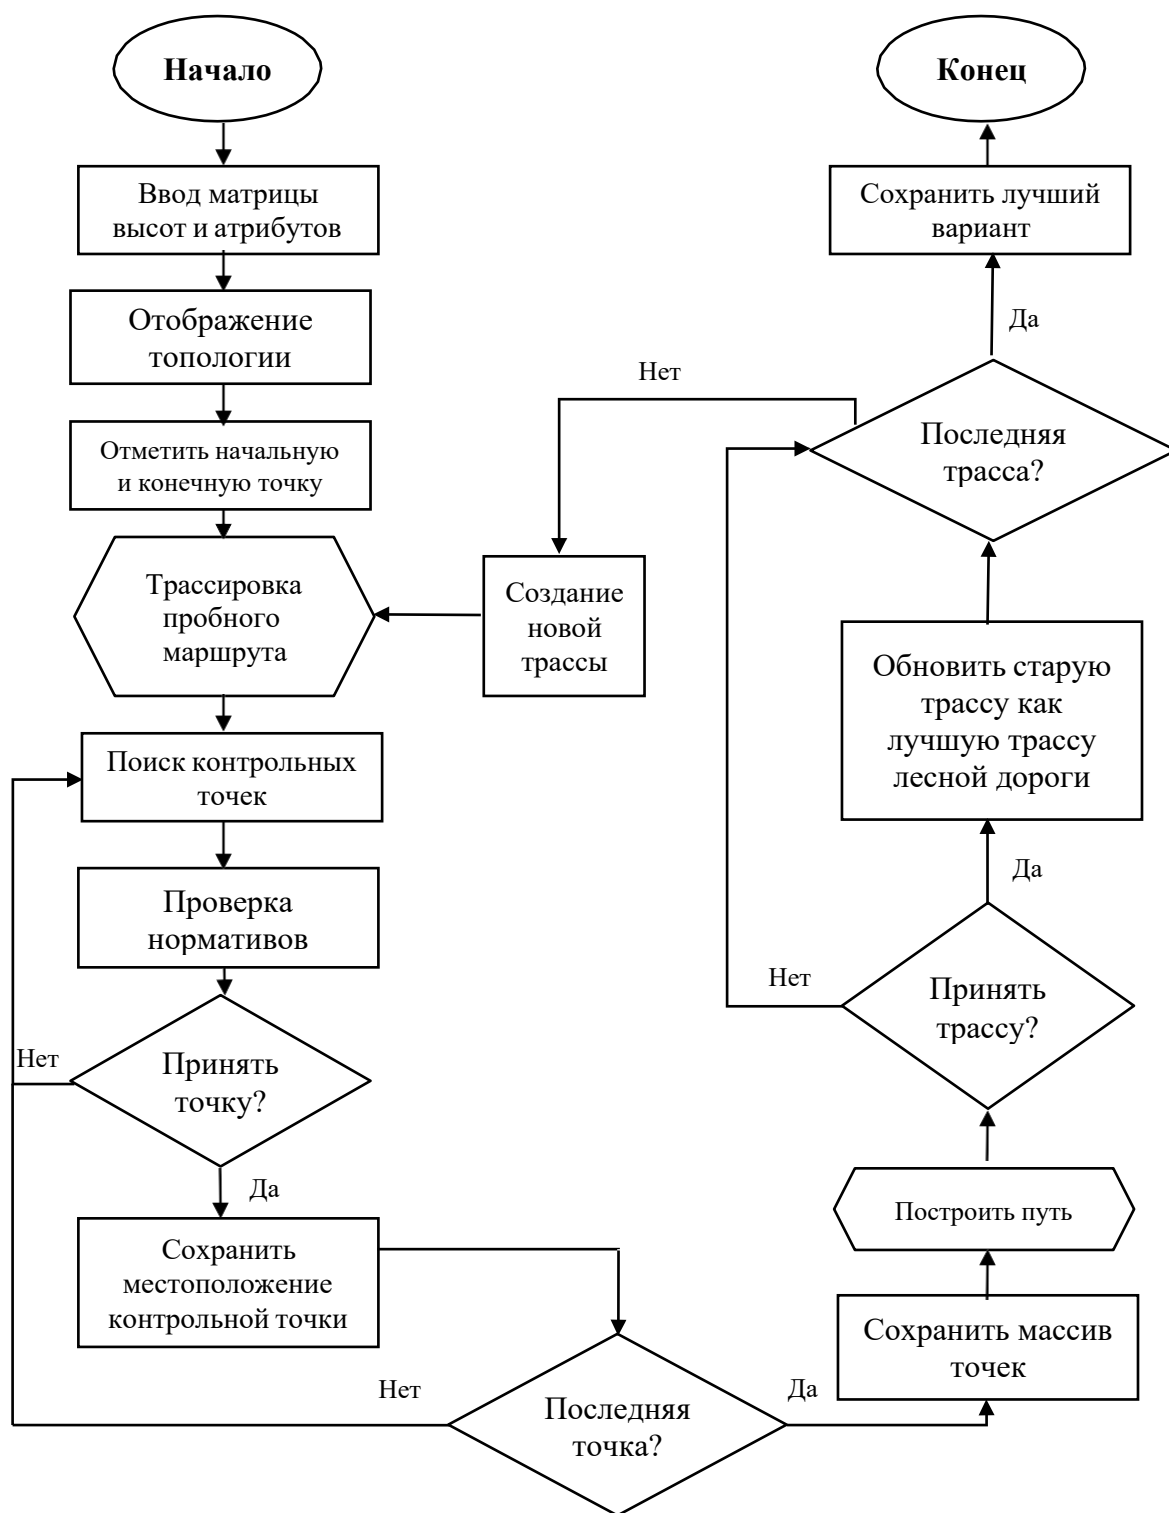 Начало
Ввод матрицы
высот и атрибутов
Отображение
топологии
Отметить начальную
и конечную точку
Трассировка
пробного
маршрута
Поиск контрольных
точек
Проверка
нормативов
Нет
Принять
точку?
Да
Сохранить
местоположение
контрольной точки
Нет
Последняя
точка?
Да
Сохранить массив
точек
Построить путь
Принять
трассу?
Нет
Да
Обновить старую
трассу как
лучшую трассу
лесной дороги
Последняя
трасса?
Нет
Создание
новой
трассы
Да
Сохранить лучший
вариант
Конец